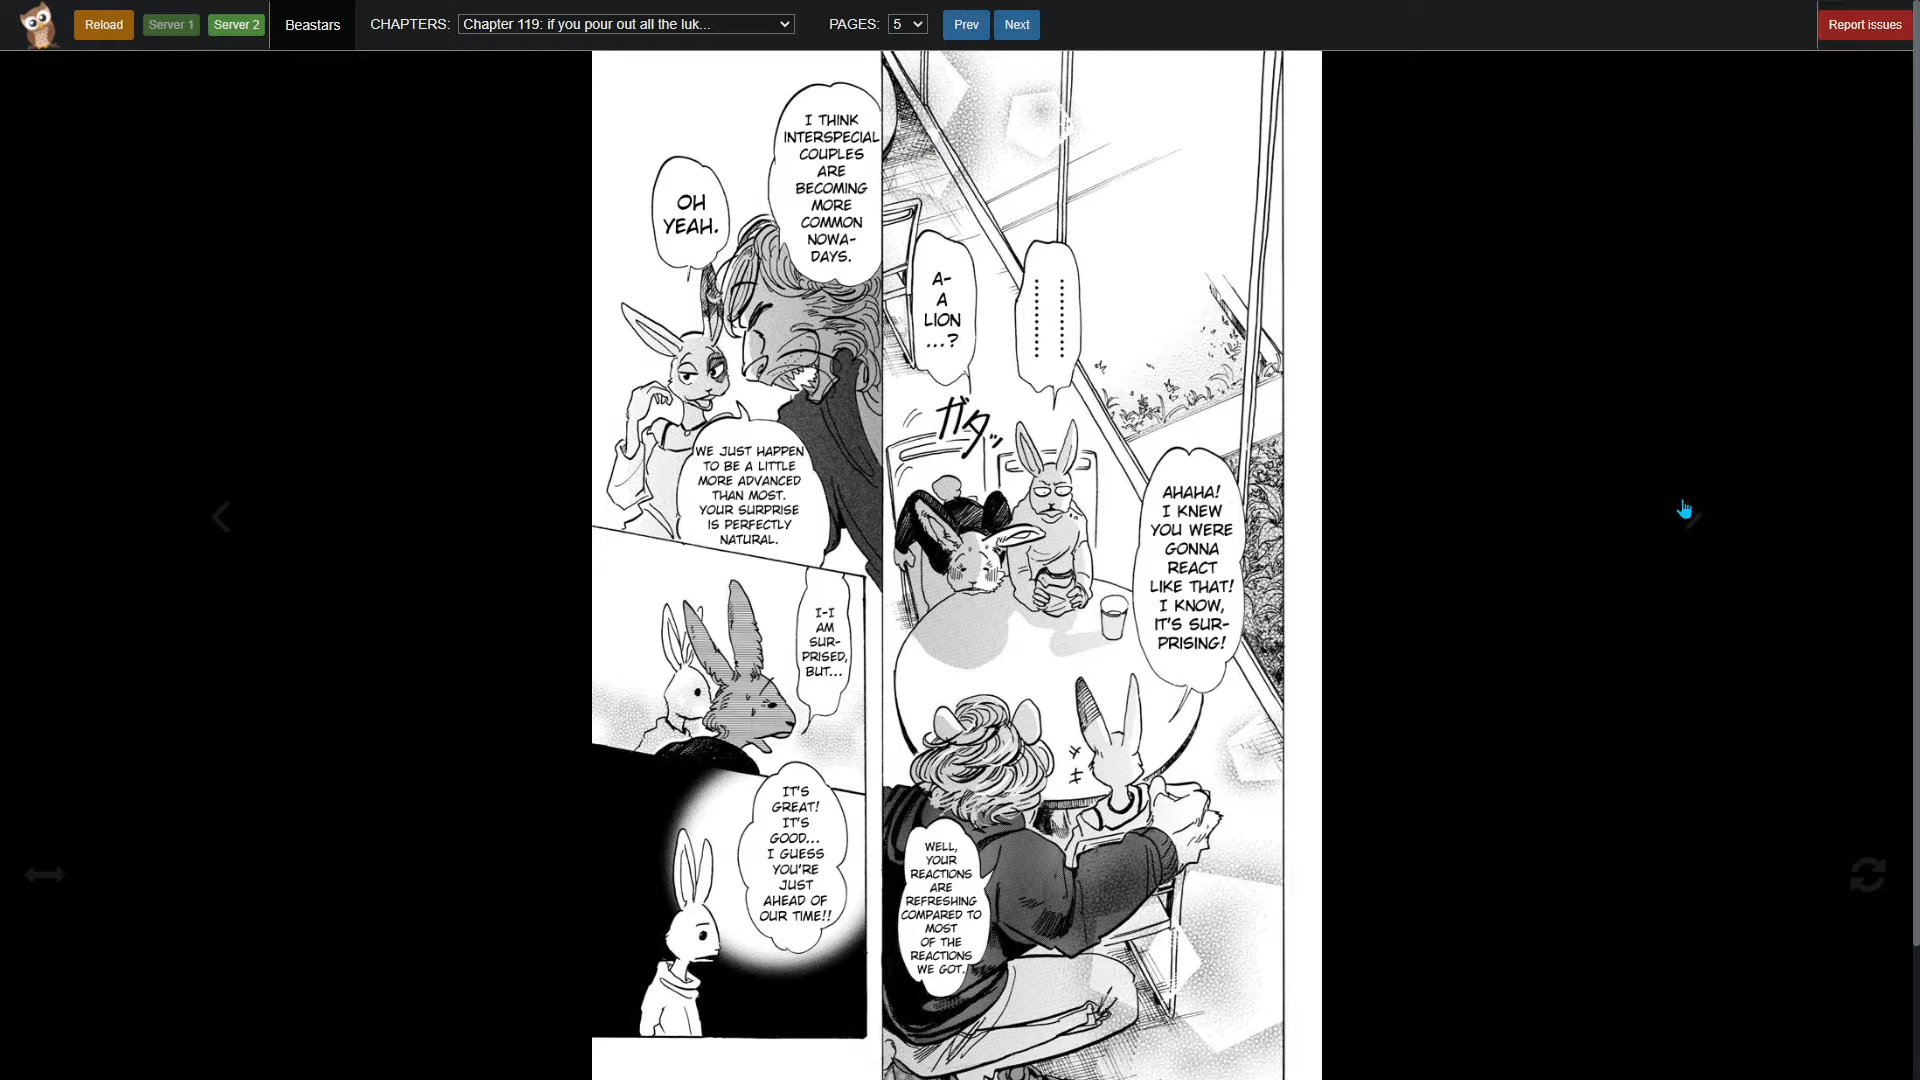 Reload
Server 1
Server 2
Beastars
CHAPTERS:
Chapter 119: if you pour out all the luk...
PAGES:
5
Prev
Next
Report issues
A-
A
LION
...?
ガタッ
AHAHA!
I KNEW
YOU WERE
GONNA
REACT
LIKE THAT!
I KNOW,
IT'S SUR-
PRISING!
WELL,
YOUR
REACTIONS
ARE
REFRESHING
COMPARED TO
MOST
OF THE
REACTIONS
WE GOT.
I THINK
INTERSPECIAL
COUPLES
ARE
BECOMING
MORE
COMMON
NOWA-
DAYS.
OH
YEAH.
WE JUST HAPPEN
TO BE A LITTLE
MORE ADVANCED
THAN MOST.
YOUR SURPRISE
IS PERFECTLY
NATURAL.
I-I
AM
SUR-
PRISED,
BUT...
IT'S
GREAT!
IT'S
GOOD...
I GUESS
YOU'RE
JUST
AHEAD OF
OUR TIME!!